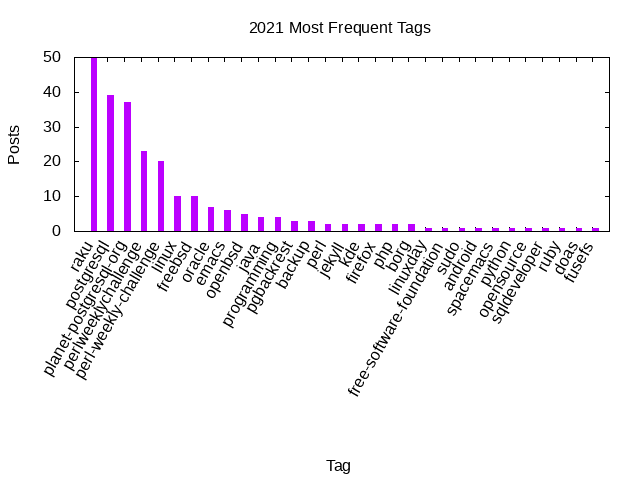 2021 Most Frequent Tags
Posts
50
40
30
20
10
0
raku
postgresql
planet-postgresql-org
perlweeklychallenge
perl-weekly-challenge
linux
freebsd
oracle
emacs
openbsd
java
programming
pgbackrest
backup
perl
jekyll
kde
firefox
php
borg
linuxday
free-software-foundation
sudo
android
spacemacs
python
opensource
sqldeveloper
ruby
doas
fusefs
Tag